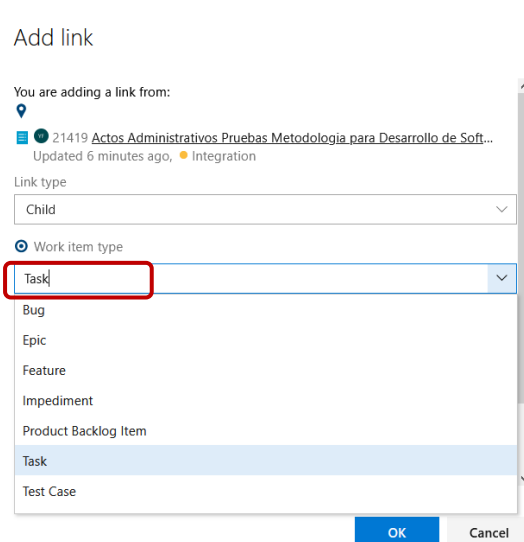 Add link
You are adding a link from:
21419 Actos Administrativos Pruebas Metodologia para Desarrollo de Soft...
Updated 6 minutes ago, Integration
Link type
Child
Work item type
Task
Bug
Epic
Feature
Impediment
Product Backlog Item
Task
Test Case
OK Cancel